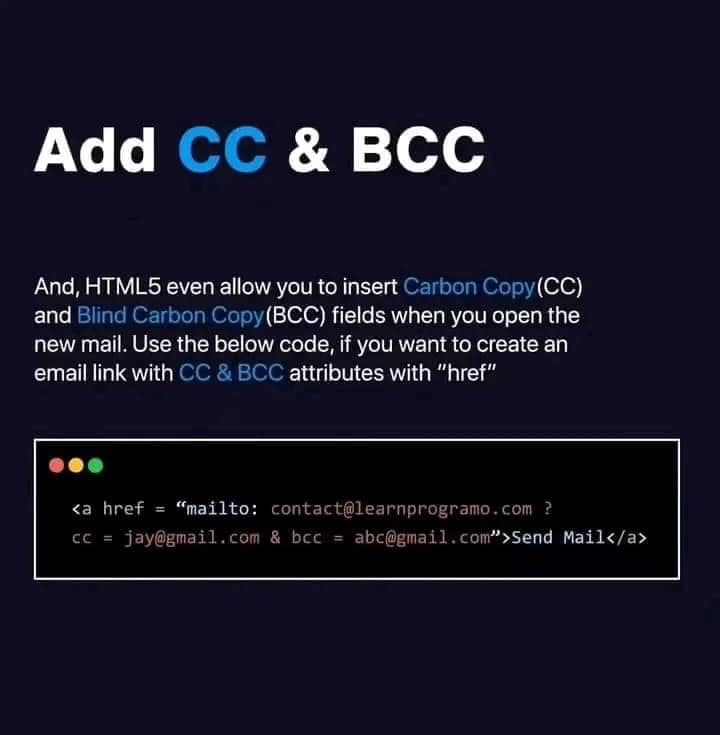 Add CC & BCC
And, HTML5 even allow you to insert Carbon Copy(CC)
and Blind Carbon Copy(BCC) fields when you open the
new mail. Use the below code, if you want to create an
email link with CC & BCC attributes with "href"
<a href = “mailto: contact@learnprogramo.com ?
cc = jay@gmail.com & bcc = abc@gmail.com”>Send Mail</a>